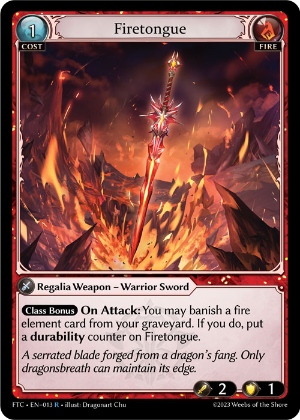 1
Firetongue
COST
FIRE
Regalia Weapon – Warrior Sword
Class Bonus On Attack: You may banish a fire
element card from your graveyard. If you do, put
a durability counter on Firetongue.
A serrated blade forged from a dragon's fang. Only
dragonsbreath can maintain its edge.
2 1
FTC • EN-013 R • illust: Dragonart Chu
©2023 Weebs of the Shore